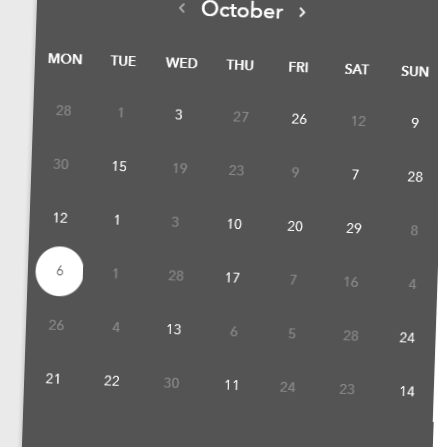 ‹ October ›
MON TUE WED THU FRI SAT SUN
28 1 3 27 26 12 9
30 15 19 23 9 7 28
12 1 3 10 20 29 8
6 1 28 17 7 16 4
26 4 13 6 5 28 24
21 22 30 11 24 23 14